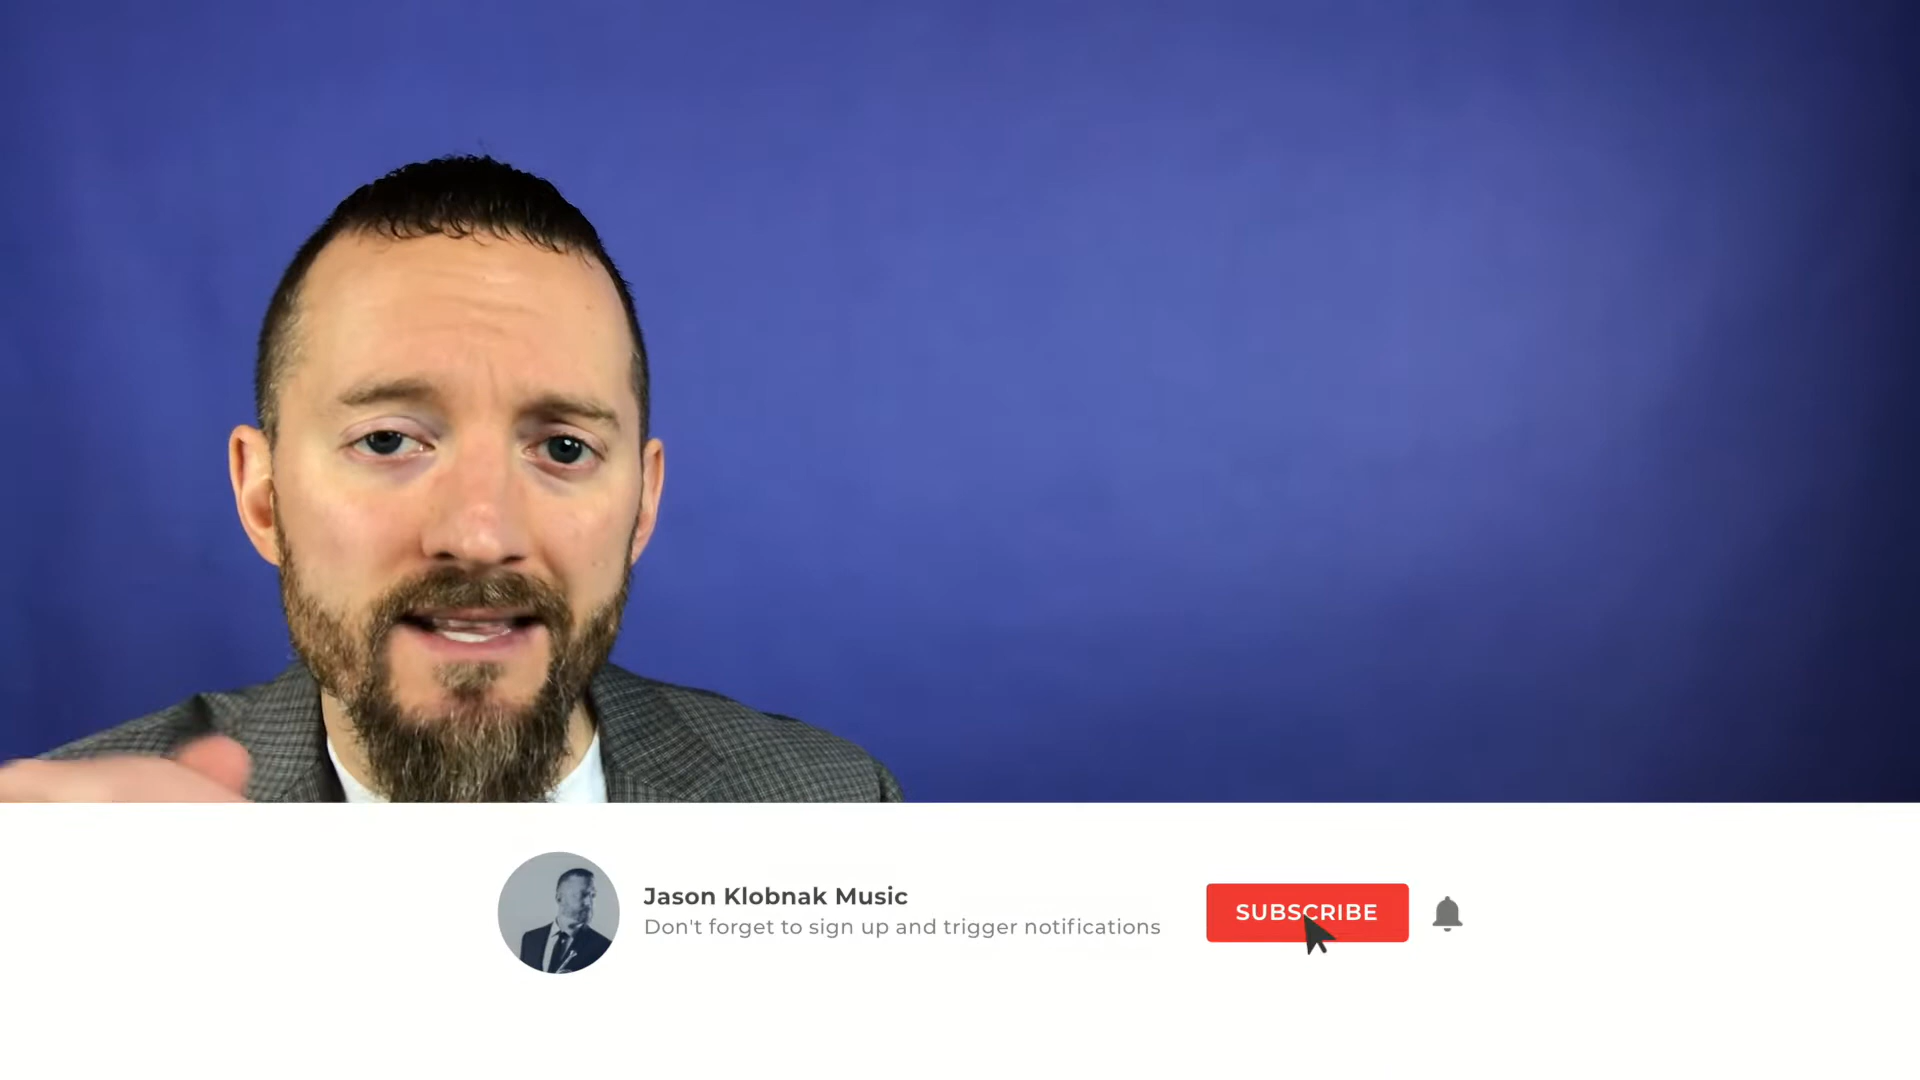 Jason Klobnak Music
Don't forget to sign up and trigger notifications
SUBSCRIBE